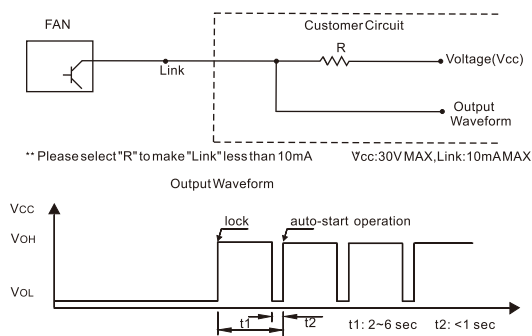 FAN
Customer Circuit
R
Link
Voltage(Vcc)
Output
Waveform
** Please select "R" to make "Link" less than 10mA
Vcc:30V MAX, Link:10mA MAX
Output Waveform
Vcc
VOH
VOL
lock
auto-start operation
t1
t2
t1: 2~6 sec
t2: <1 sec